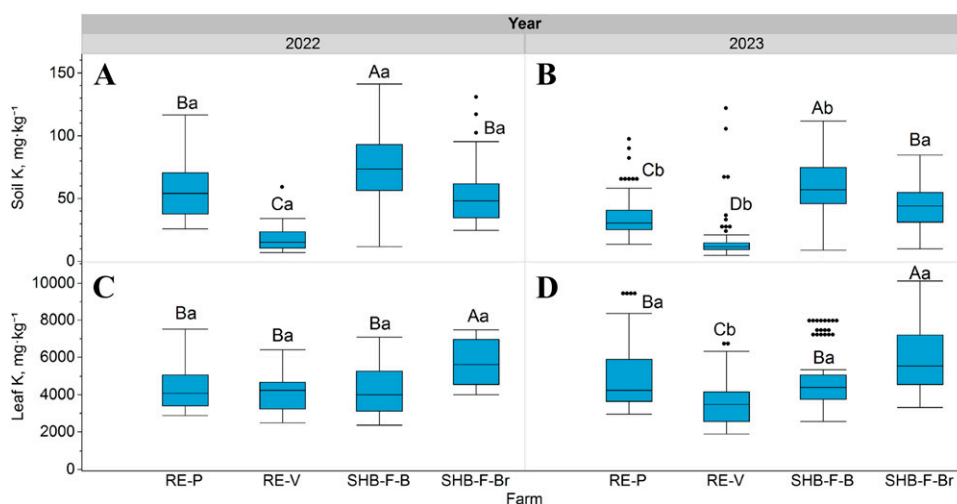 Year
2022 2023
A B
Soil K, mg·kg⁻¹
150
100
50
0
Ba Ca Aa Ba
Cb Db Ab Ba
C D
Leaf K, mg·kg⁻¹
10000
8000
6000
4000
2000
0
Ba Ba Ba Aa
Ba Cb Ba Aa
RE-P RE-V SHB-F-B SHB-F-Br RE-P RE-V SHB-F-B SHB-F-Br
Farm